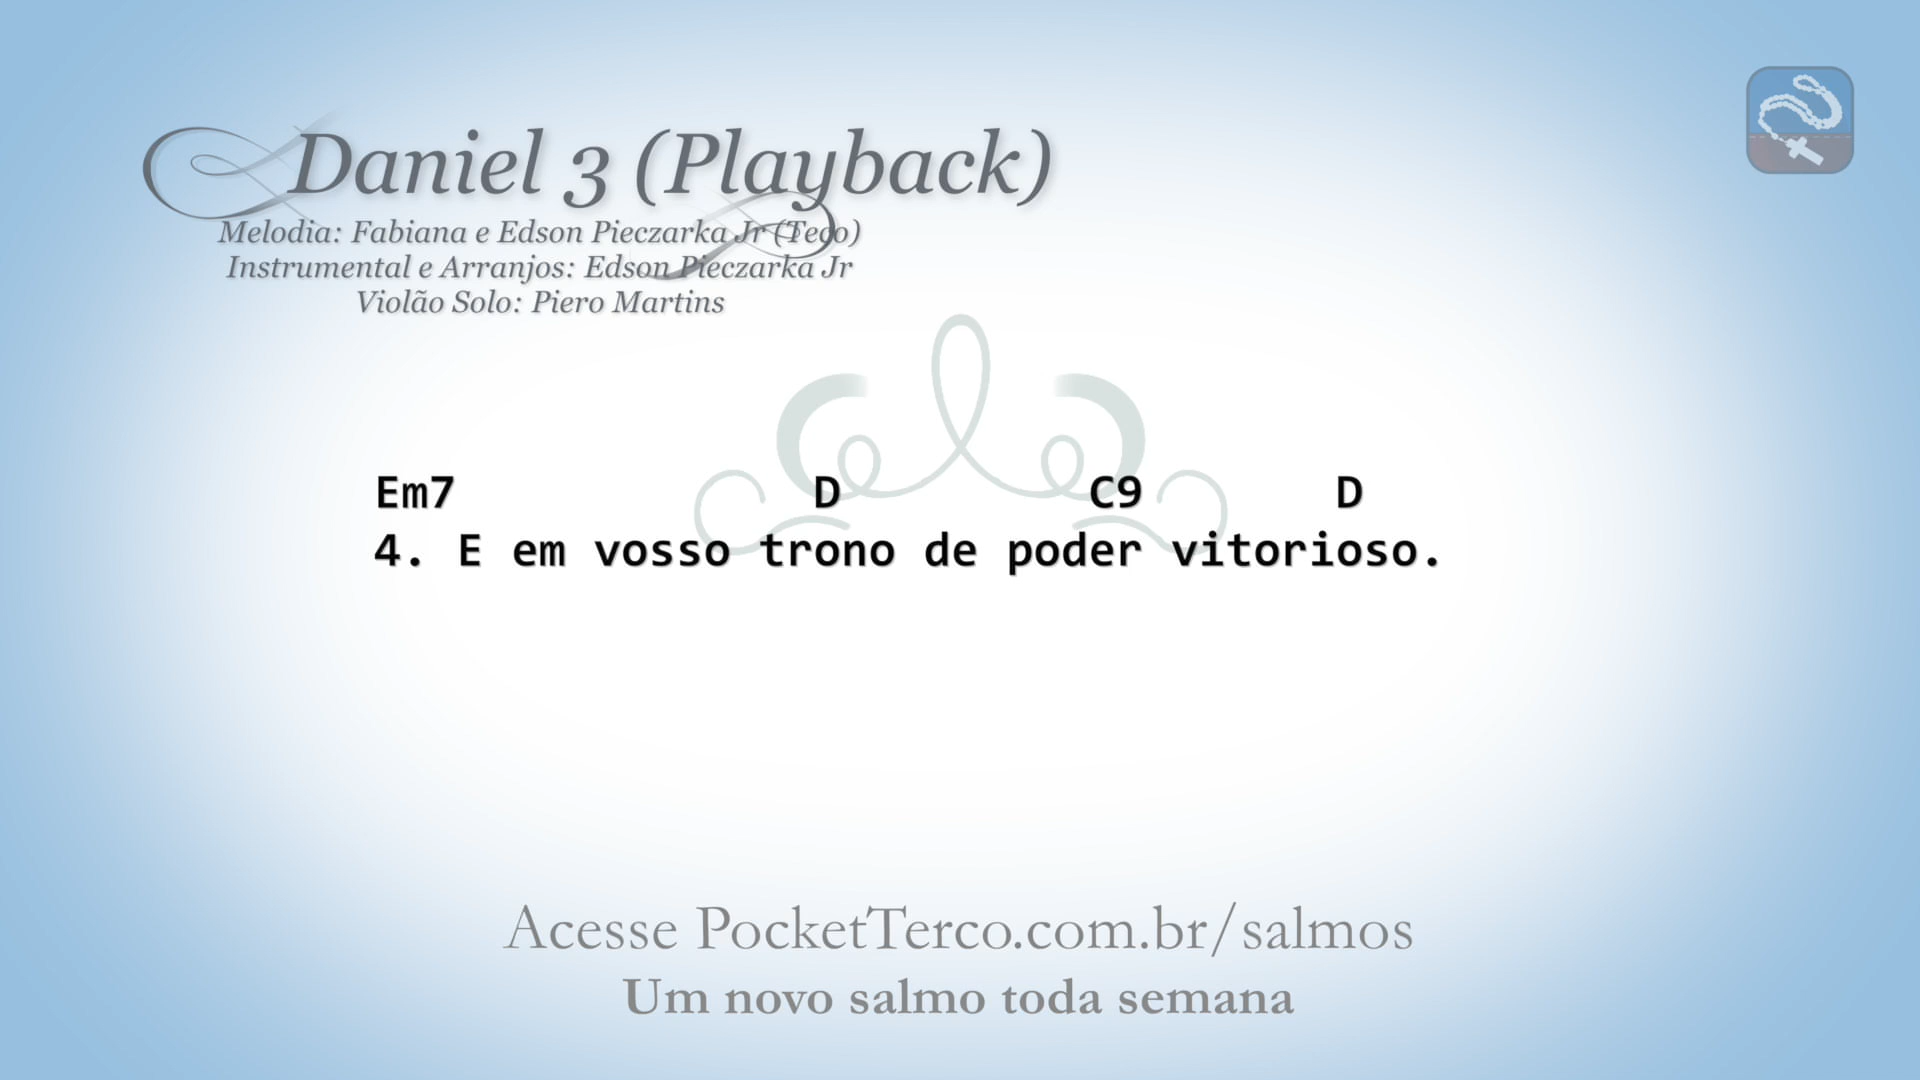 Daniel 3 (Playback)
Melodia: Fabiana e Edson Pieczarka Jr (Teco)
Instrumental e Arranjos: Edson Pieczarka Jr
Violão Solo: Piero Martins
Em7 D C9 D
4. E em vosso trono de poder vitorioso.
Acesse PocketTerco.com.br/salmos
Um novo salmo toda semana